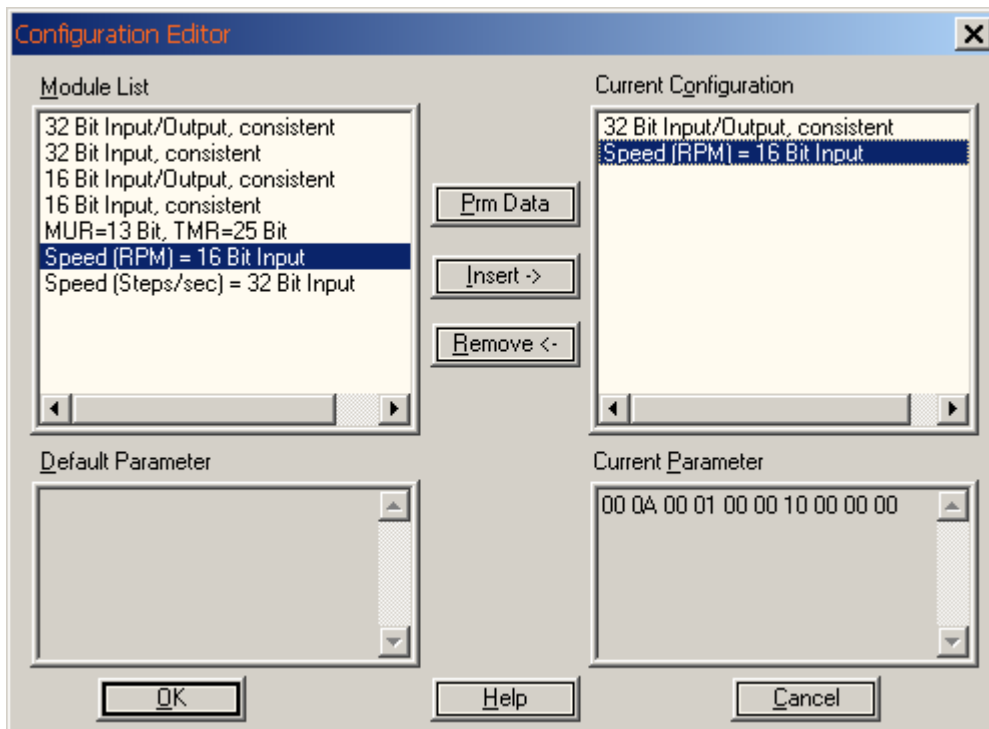 Configuration Editor
Module List
32 Bit Input/Output, consistent
32 Bit Input, consistent
16 Bit Input/Output, consistent
16 Bit Input, consistent
MUR=13 Bit, TMR=25 Bit
Speed (RPM) = 16 Bit Input
Speed (Steps/sec) = 32 Bit Input
Prm Data
Insert ->
Remove <-
Current Configuration
32 Bit Input/Output, consistent
Speed (RPM) = 16 Bit Input
Default Parameter
Current Parameter
00 0A 00 01 00 00 10 00 00 00
OK
Help
Cancel